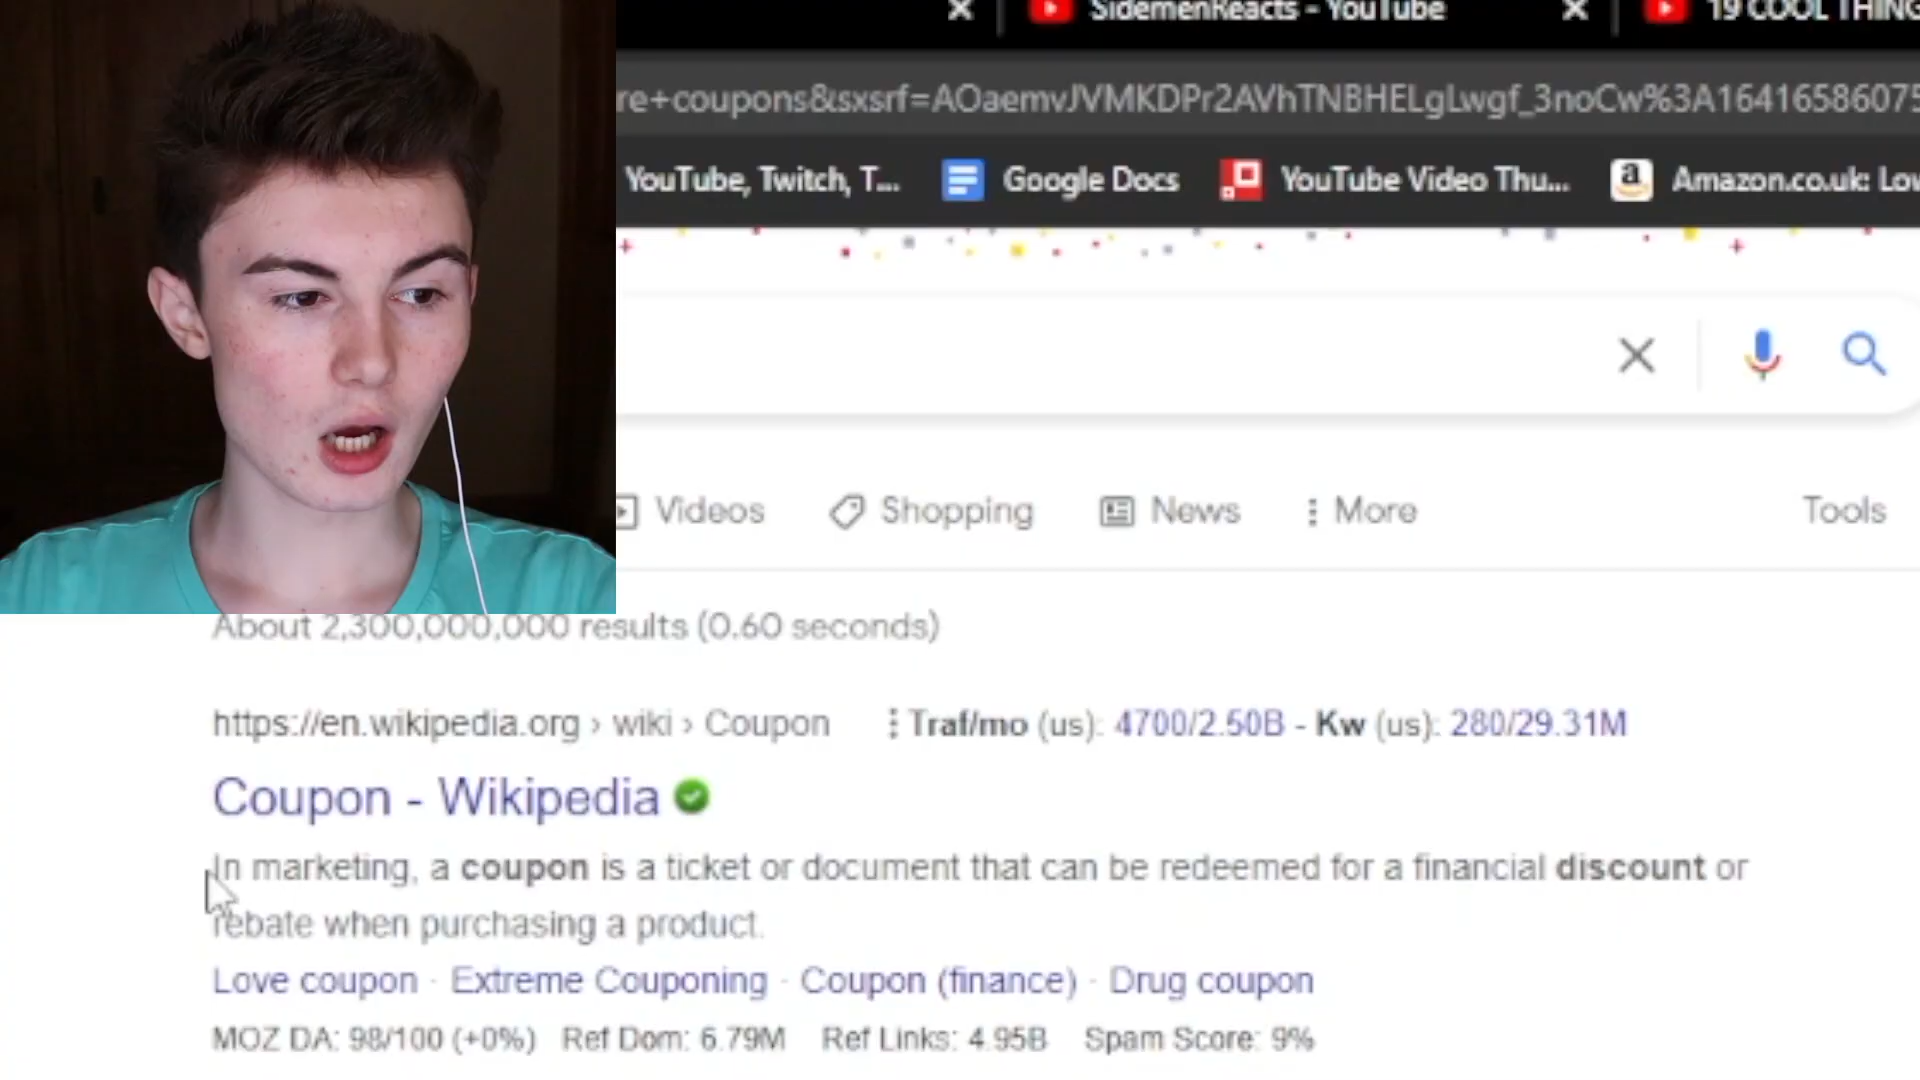 SidemenReacts - YouTube
19 COOL THING
re+coupons&sxsrf=AOaemvJVMKDPr2AVhTNBHELgLwgf_3noCw%3A16416586075
YouTube, Twitch, T...
Google Docs
YouTube Video Thu...
Amazon.co.uk: Low
Videos
Shopping
News
More
Tools
About 2,300,000,000 results (0.60 seconds)
https://en.wikipedia.org › wiki › Coupon
Traf/mo (us): 4700/2.50B - Kw (us): 280/29.31M
Coupon - Wikipedia
In marketing, a coupon is a ticket or document that can be redeemed for a financial discount or
rebate when purchasing a product.
Love coupon · Extreme Couponing · Coupon (finance) · Drug coupon
MOZ DA: 98/100 (+0%) Ref Dom: 6.79M Ref Links: 4.95B Spam Score: 9%